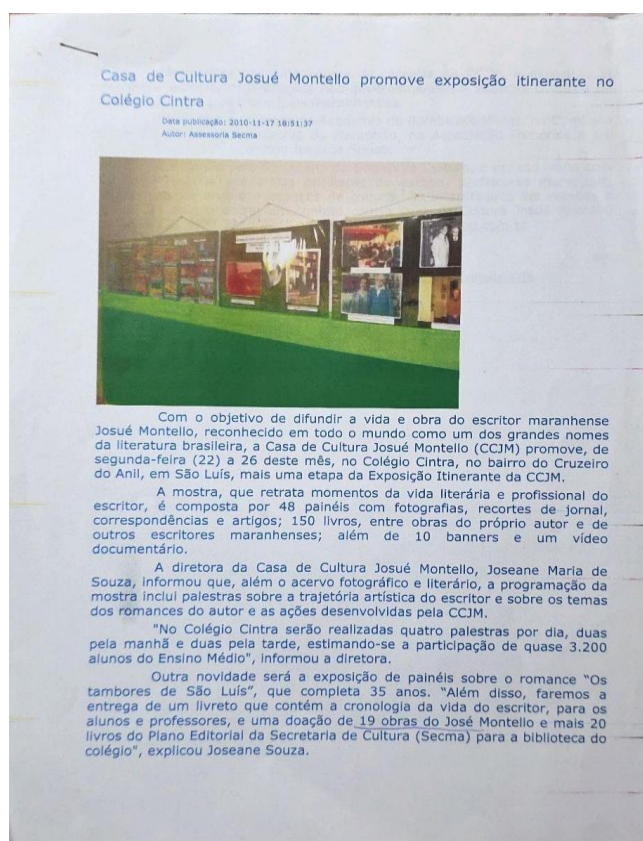 Casa de Cultura Josué Montello promove exposição itinerante no
Colégio Cintra
Data publicação: 2010-11-17 18:51:37
Autor: Assessoria Secma
Com o objetivo de difundir a vida e obra do escritor maranhense
Josué Montello, reconhecido em todo o mundo como um dos grandes nomes
da literatura brasileira, a Casa de Cultura Josué Montello (CCJM) promove, de
segunda-feira (22) a 26 deste mês, no Colégio Cintra, no bairro do Cruzeiro
do Anil, em São Luís, mais uma etapa da Exposição Itinerante da CCJM.
A mostra, que retrata momentos da vida literária e profissional do
escritor, é composta por 48 painéis com fotografias, recortes de jornal,
correspondências e artigos; 150 livros, entre obras do próprio autor e de
outros escritores maranhenses; além de 10 banners e um vídeo
documentário.
A diretora da Casa de Cultura Josué Montello, Joseane Maria de
Souza, informou que, além o acervo fotográfico e literário, a programação da
mostra inclui palestras sobre a trajetória artística do escritor e sobre os temas
dos romances do autor e as ações desenvolvidas pela CCJM.
"No Colégio Cintra serão realizadas quatro palestras por dia, duas
pela manhã e duas pela tarde, estimando-se a participação de quase 3.200
alunos do Ensino Médio", informou a diretora.
Outra novidade será a exposição de painéis sobre o romance "Os
tambores de São Luís", que completa 35 anos. "Além disso, faremos a
entrega de um livreto que contém a cronologia da vida do escritor, para os
alunos e professores, e uma doação de 19 obras do José Montello e mais 20
livros do Plano Editorial da Secretaria de Cultura (Secma) para a biblioteca do
colégio", explicou Joseane Souza.